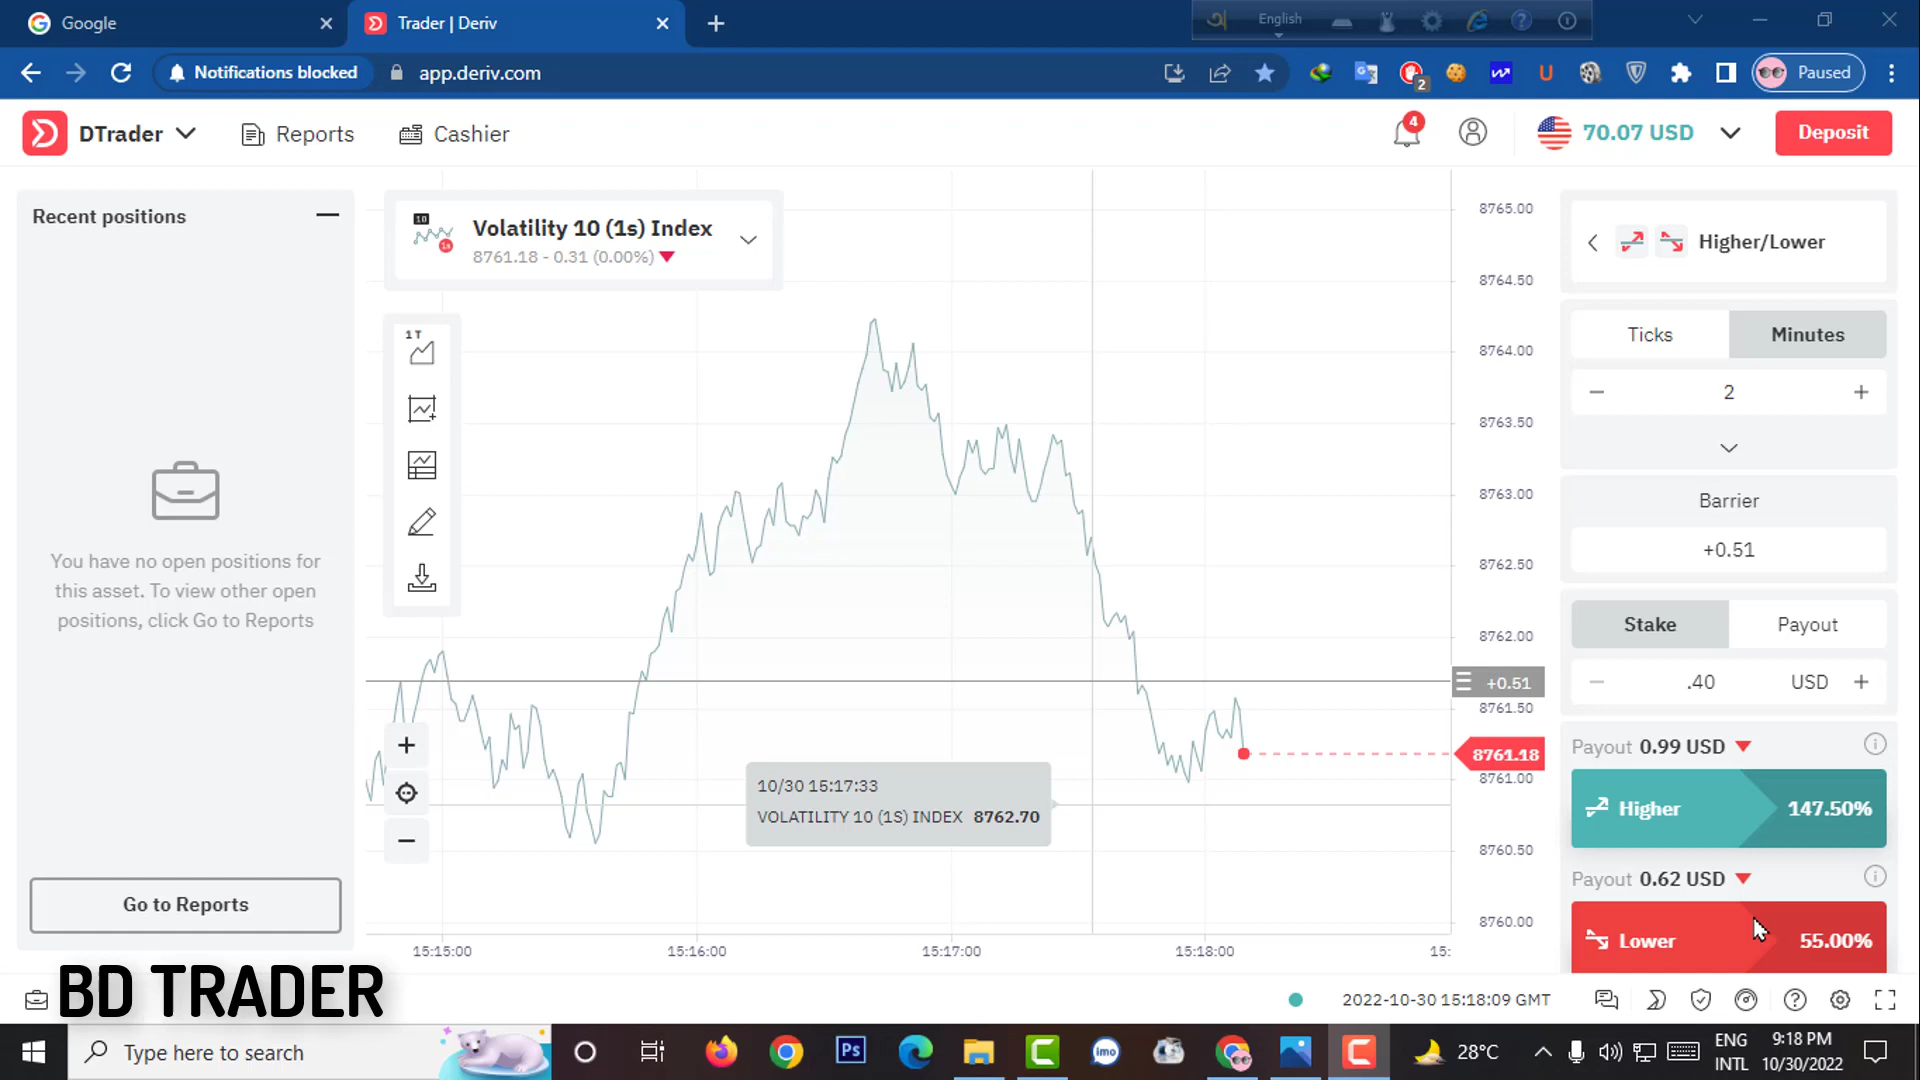 Google
Trader | Deriv
English
Notifications blocked
app.deriv.com
2
Paused
DTrader
Reports
Cashier
4
70.07 USD
Deposit
Recent positions
10
1s
Volatility 10 (1s) Index
8761.18 - 0.31 (0.00%)
Higher/Lower
1T
Ticks
Minutes
2
Barrier
+0.51
Stake
Payout
.40
USD
Payout 0.99 USD
Higher
147.50%
Payout 0.62 USD
Lower
55.00%
You have no open positions for
this asset. To view other open
positions, click Go to Reports
Go to Reports
8765.00
8764.50
8764.00
8763.50
8763.00
8762.50
8762.00
+0.51
8761.50
8761.18
8761.00
8760.50
8760.00
10/30 15:17:33
VOLATILITY 10 (1S) INDEX 8762.70
15:15:00
15:16:00
15:17:00
15:18:00
15:
BD TRADER
2022-10-30 15:18:09 GMT
Type here to search
Ps
imo
28°C
ENG
INTL
9:18 PM
10/30/2022